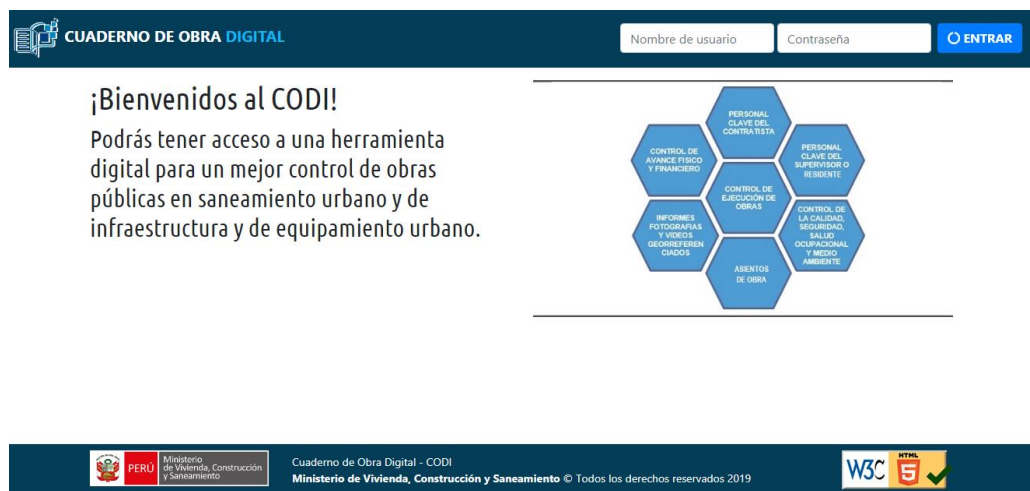 CUADERNO DE OBRA DIGITAL
Nombre de usuario
Contraseña
ENTRAR
¡Bienvenidos al CODI!
Podrás tener acceso a una herramienta
digital para un mejor control de obras
públicas en saneamiento urbano y de
infraestructura y de equipamiento urbano.
PERSONAL
CLAVE DEL
CONTRATISTA
CONTROL DE
AVANCE FISICO
Y FINANCIERO
PERSONAL
CLAVE DEL
SUPERVISOR O
RESIDENTE
CONTROL DE
EJECUCIÓN DE
OBRAS
INFORMES
FOTOGRAFIAS
Y VIDEOS
GEORREFEREN
CIADOS
CONTROL DE
LA CALIDAD,
SEGURIDAD,
SALUD
OCUPACIONAL
Y MEDIO
AMBIENTE
ASIENTOS
DE OBRA
PERÚ
Ministerio
de Vivienda, Construcción
y Saneamiento
Cuaderno de Obra Digital - CODI
Ministerio de Vivienda, Construcción y Saneamiento © Todos los derechos reservados 2019
W3C
HTML
5